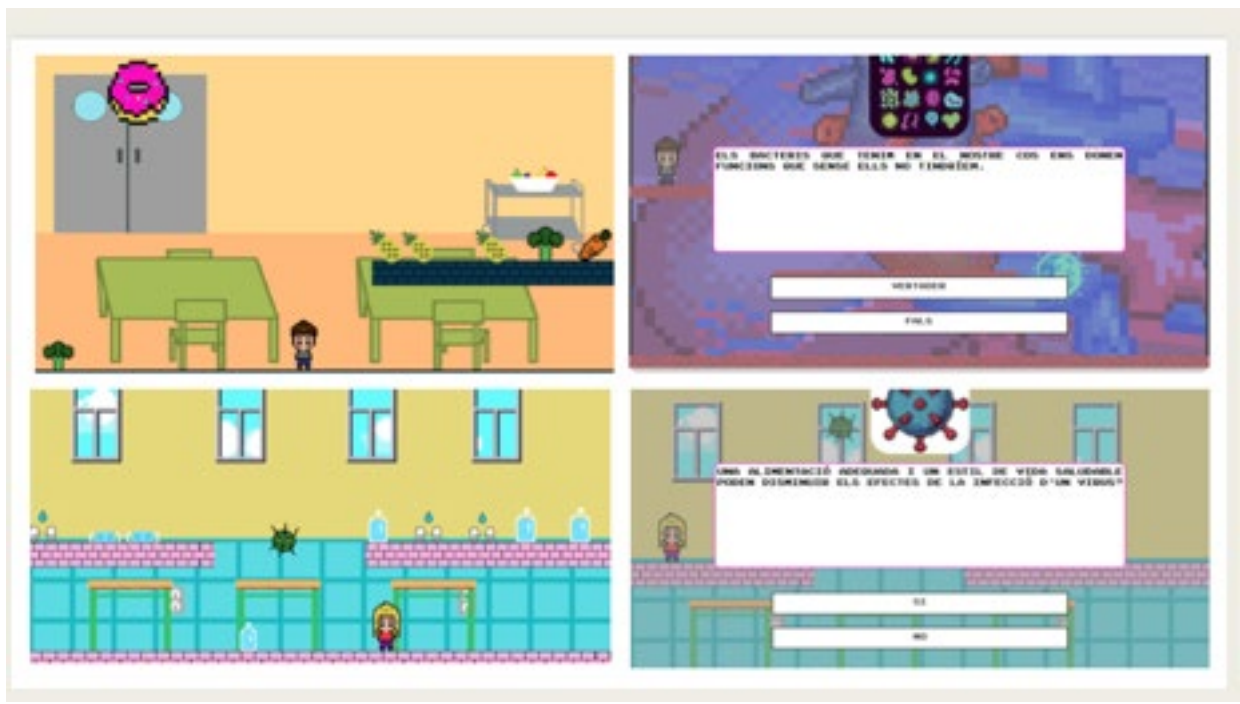 ELS BACTERIS QUE TENIM EN EL NOSTRE COS ENS DONEN
FUNCIONS QUE SENSE ELLS NO TINDRÍEM.
VERTADER
FALS
UNA ALIMENTACIÓ ADEQUADA I UN ESTIL DE VIDA SALUDABLE
PODEN DISMINUIR ELS EFECTES DE LA INFECCIÓ D'UN VIRUS?
SI
NO